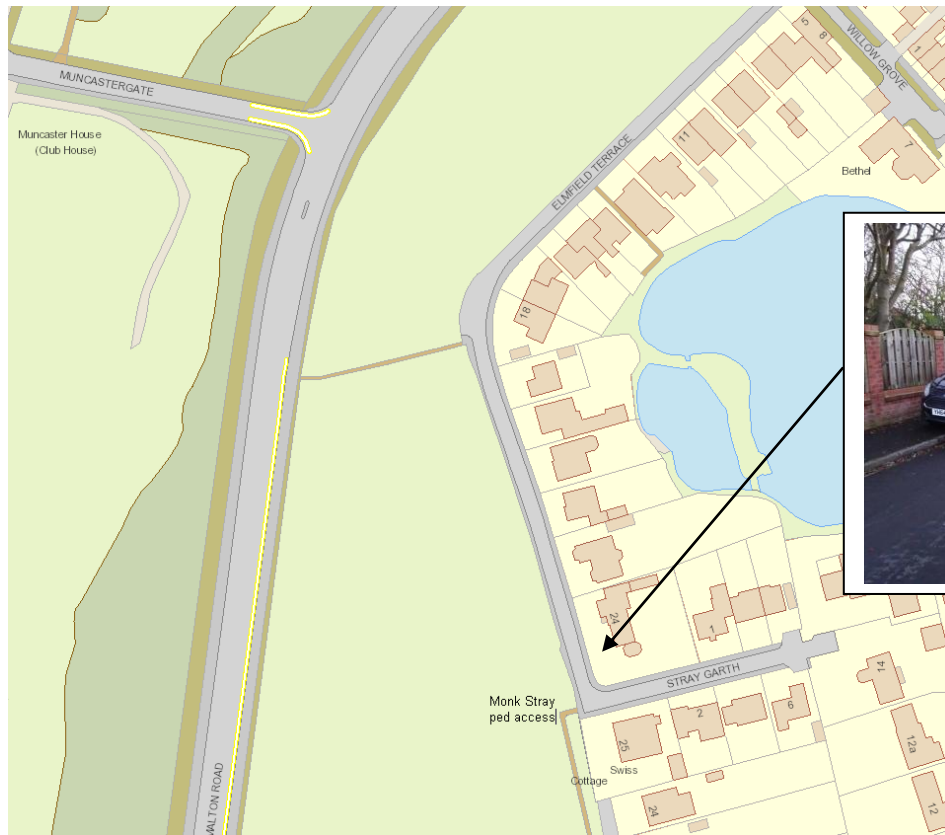 MUNCASTERGATE
Muncaster House
(Club House)
5
8
WILLOW GROVE
1
11
7
Bethel
ELMFIELD TERRACE
18
24
1
STRAY GARTH
Monk Stray
ped access
14
2
6
25
12a
Swiss
Cottage
24
12
MALTON ROAD